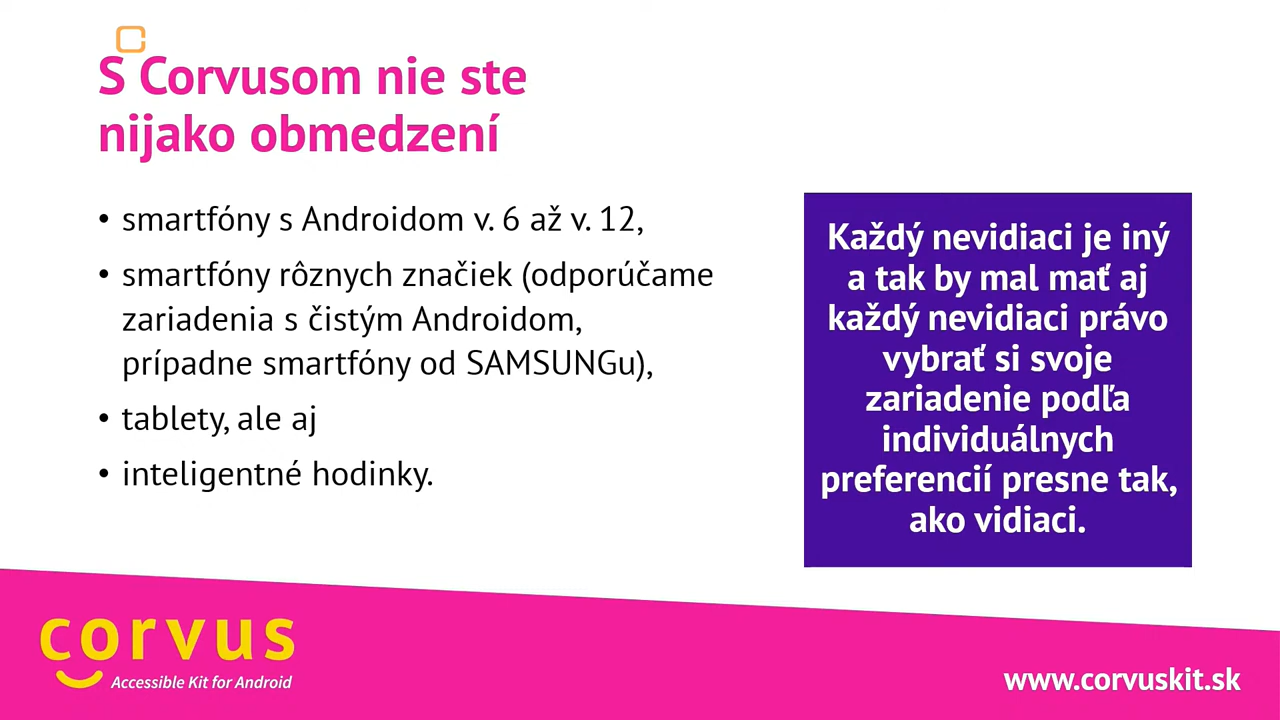 S Corvusom nie ste
nijako obmedzení
• smartfóny s Androidom v. 6 až v. 12,
• smartfóny rôznych značiek (odporúčame
zariadenia s čistým Androidom,
prípadne smartfóny od SAMSUNGu),
• tablety, ale aj
• inteligentné hodinky.
Každý nevidiaci je iný
a tak by mal mať aj
každý nevidiaci právo
vybrať si svoje
zariadenie podľa
individuálnych
preferencií presne tak,
ako vidiaci.
corvus
Accessible Kit for Android
www.corvuskit.sk